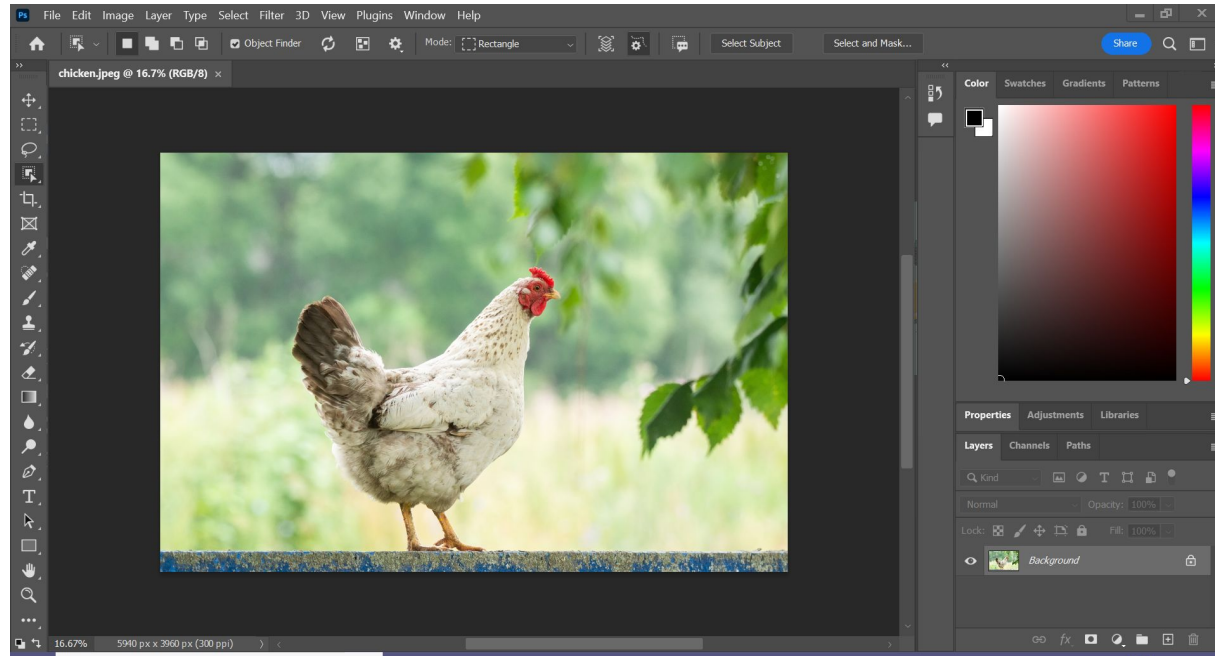 Ps File Edit Image Layer Type Select Filter 3D View Plugins Window Help
Object Finder Mode: Rectangle Select Subject Select and Mask... Share
chicken.jpeg @ 16.7% (RGB/8) ×
Color Swatches Gradients Patterns
Properties Adjustments Libraries
Layers Channels Paths
Kind
Normal Opacity: 100%
Lock: Fill: 100%
Background
16.67% 5940 px x 3960 px (300 ppi)